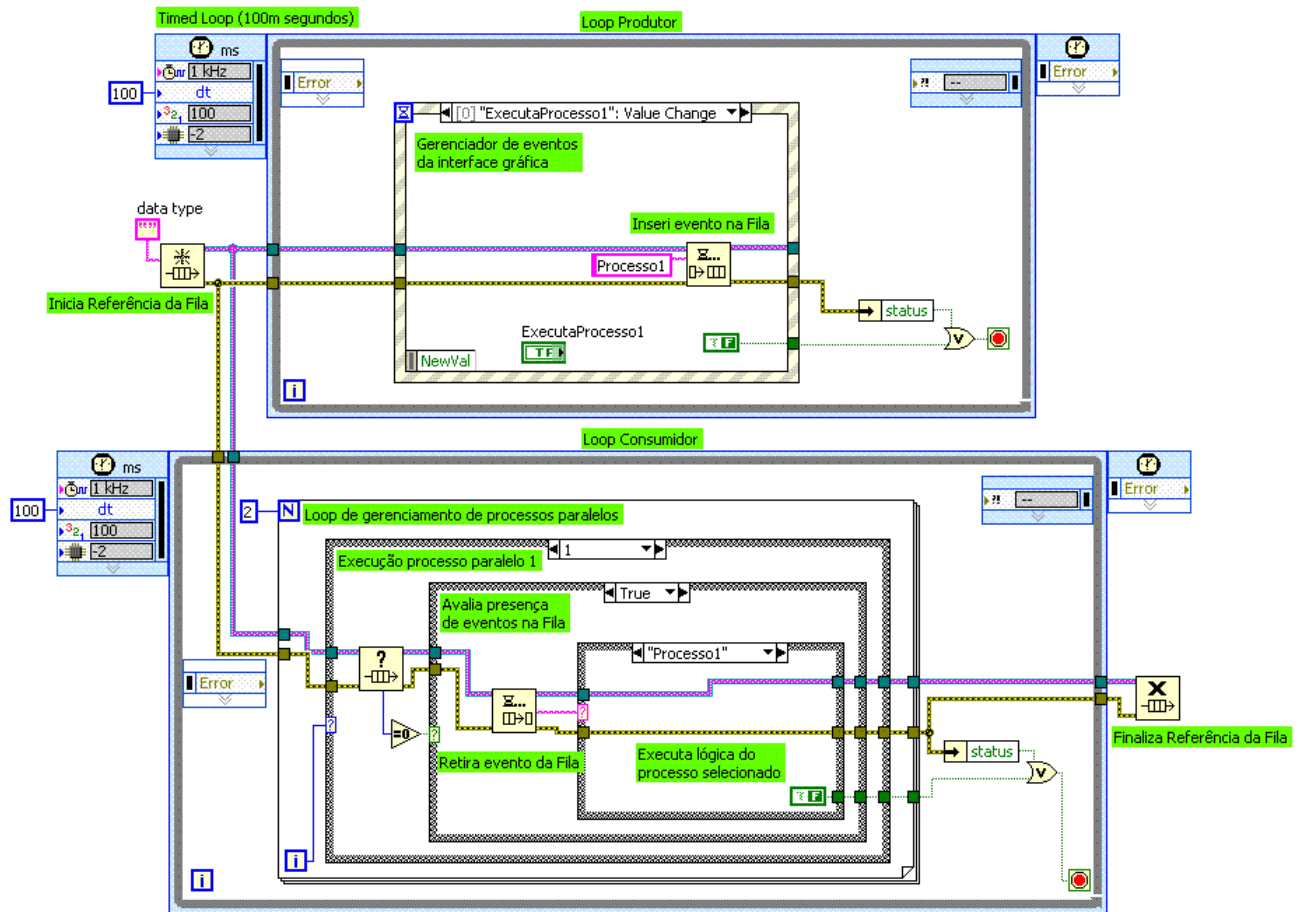 Timed Loop (100m segundos)
Loop Produtor
ms
1 kHz
Error
Error
?! --
100
dt
100
-2
[0] "ExecutaProcesso1": Value Change
Gerenciador de eventos
da interface gráfica
data type
Inseri evento na Fila
Processo1
Inicia Referência da Fila
status
ExecutaProcesso1
TF
F
NewVal
i
Loop Consumidor
ms
1 kHz
Error
?! --
100
dt
100
-2
2
N
Loop de gerenciamento de processos paralelos
1
Execução processo paralelo 1
True
Avalia presença
de eventos na Fila
"Processo1"
?
Error
?
=0
?
?
X
Finaliza Referência da Fila
Retira evento da Fila
Executa lógica do
processo selecionado
status
F
i
i